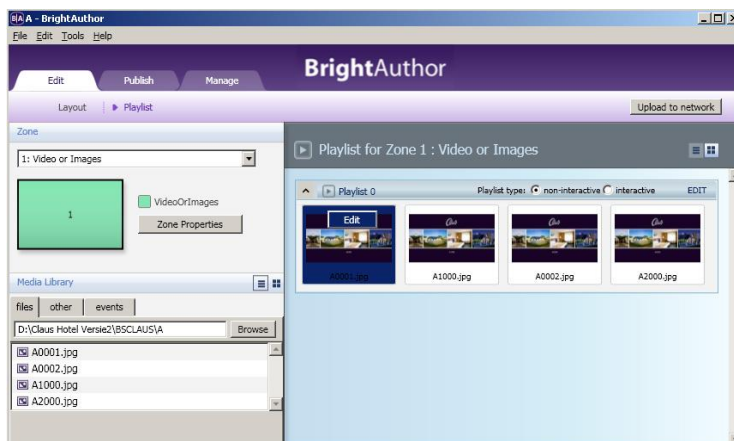 A - BrightAuthor
File Edit Tools Help
BrightAuthor
Edit Publish Manage
Layout Playlist Upload to network
Zone
1: Video or Images
1
VideoOrImages
Zone Properties
Playlist for Zone 1 : Video or Images
Playlist 0 Playlist type: non-interactive interactive EDIT
Edit
A0001.jpg A1000.jpg A0002.jpg A2000.jpg
Media Library
files other events
D:\Claus Hotel Versie2\BSCLAUS\A Browse
A0001.jpg
A0002.jpg
A1000.jpg
A2000.jpg